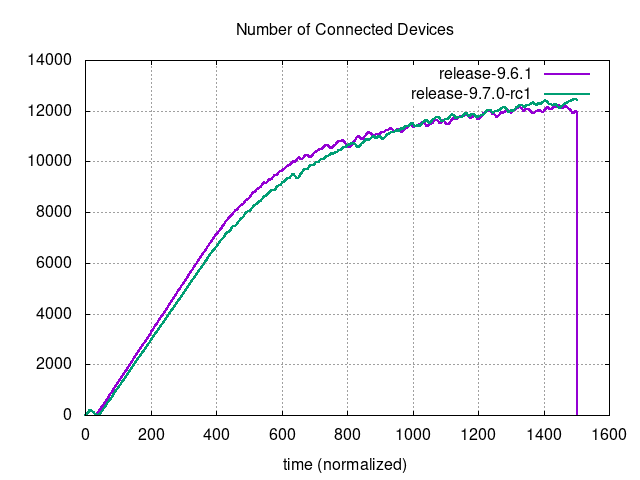 Number of Connected Devices
release-9.6.1
release-9.7.0-rc1
14000
12000
10000
8000
6000
4000
2000
0
0 200 400 600 800 1000 1200 1400 1600
time (normalized)